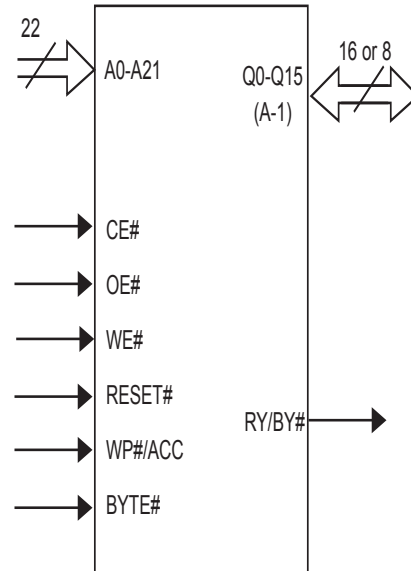 22
16 or 8
A0-A21
Q0-Q15
(A-1)
CE#
OE#
WE#
RESET#
RY/BY#
WP#/ACC
BYTE#